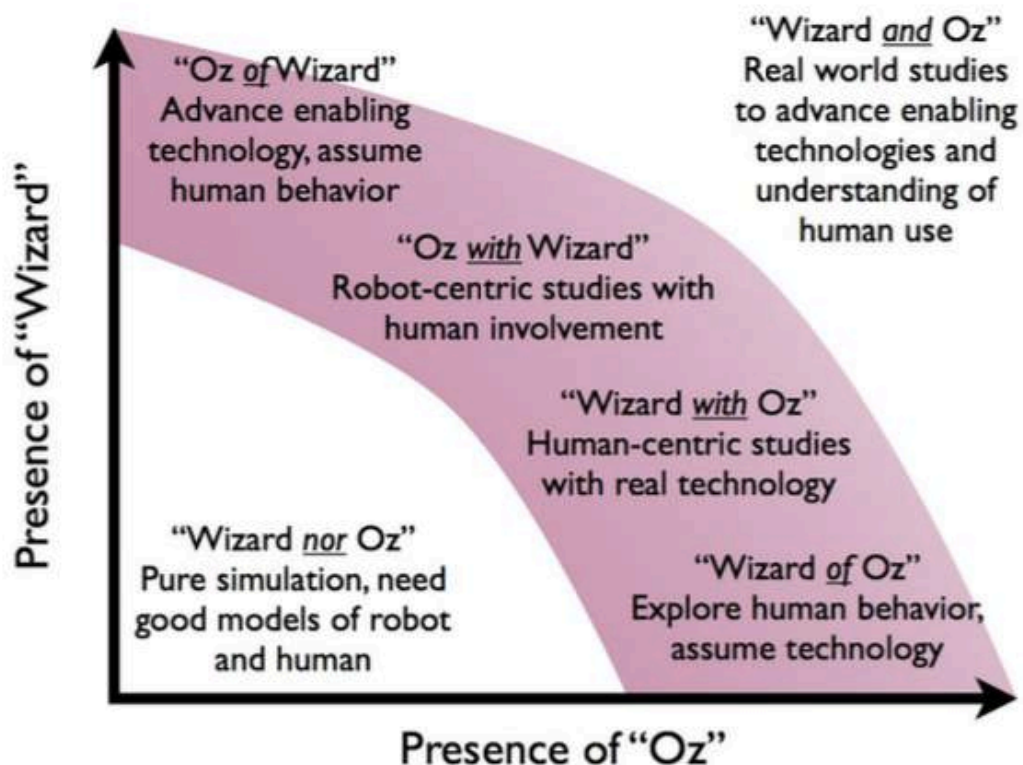 “Wizard and Oz”
Real world studies
to advance enabling
technologies and
understanding of
human use
“Oz of Wizard”
Advance enabling
technology, assume
human behavior
“Oz with Wizard”
Robot-centric studies with
human involvement
“Wizard with Oz”
Human-centric studies
with real technology
“Wizard nor Oz”
Pure simulation, need
good models of robot
and human
“Wizard of Oz”
Explore human behavior,
assume technology
Presence of “Wizard”
Presence of “Oz”